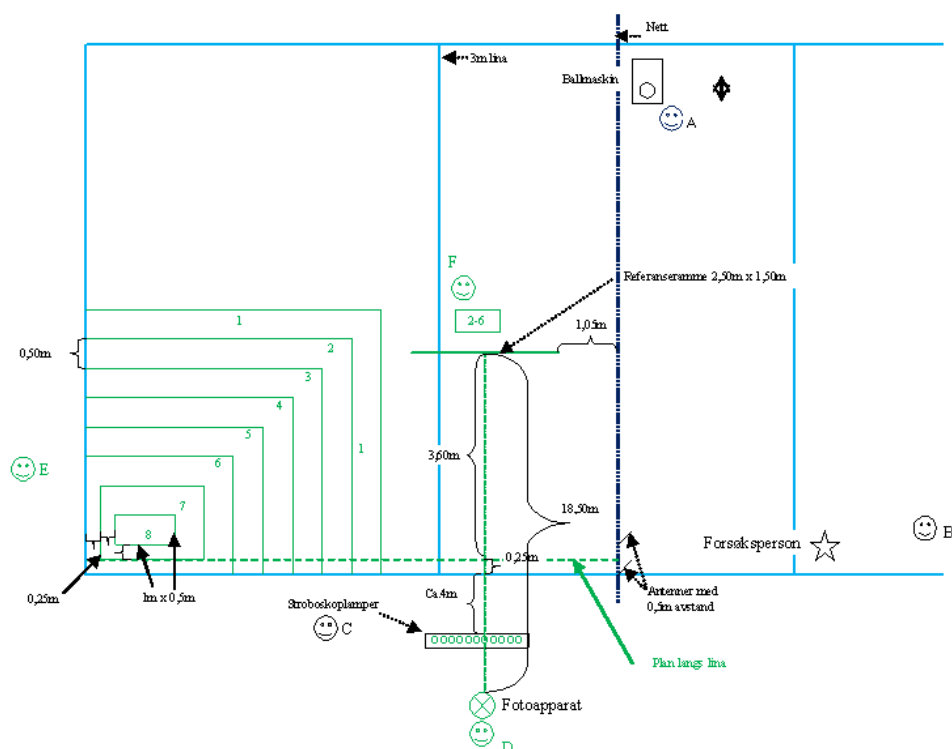 Nett
3m lina
Ballmaskin
A
F
Referanseramme 2,50m x 1,50m
1
2-6
1,05m
0,50m
2
3
4
5
1
3,60m
6
E
7
18,50m
8
B
Forsøksperson
0,25m
0,25m
1m x 0,5m
Antenner med
0,5m avstand
Ca.4m
Stroboskoplamper
C
Plan langs lina
Fotoapparat
D